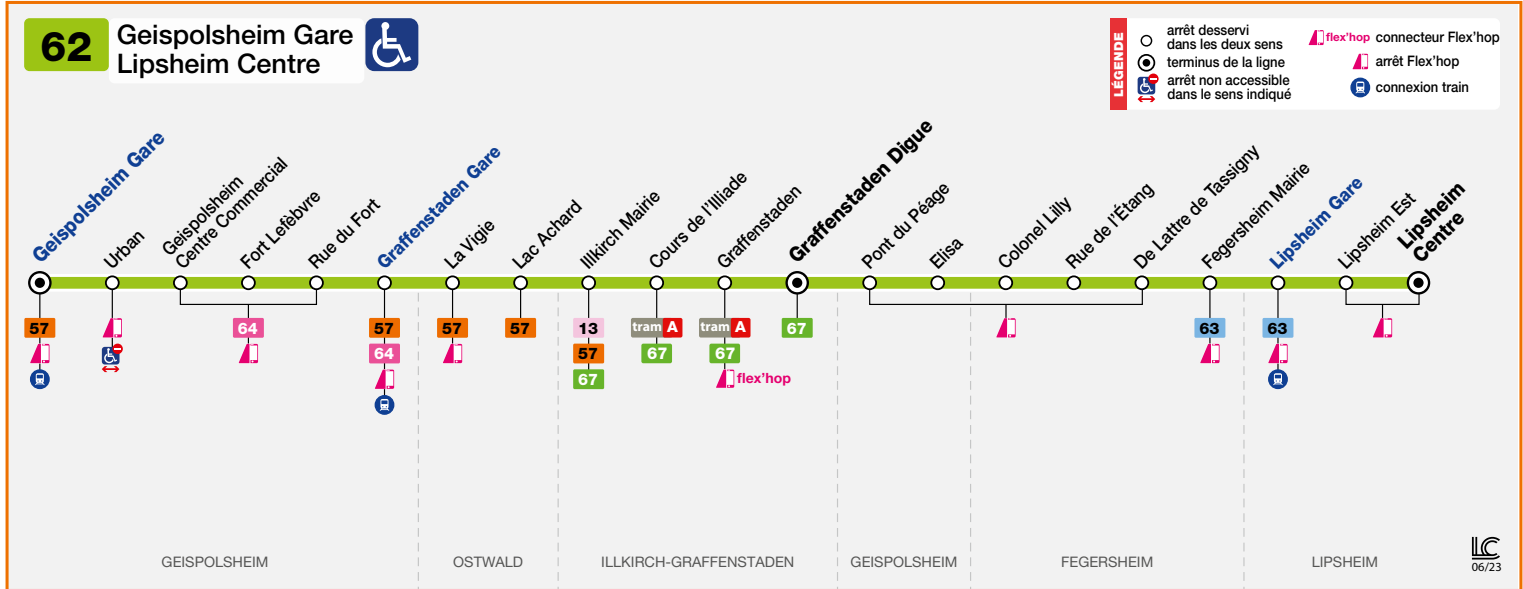 62
Geispolsheim Gare
Lipsheim Centre
LÉGENDE
arrêt desservi
dans les deux sens
terminus de la ligne
arrêt non accessible
dans le sens indiqué
flex'hop connecteur Flex'hop
arrêt Flex'hop
connexion train
Geispolsheim Gare
Urban
Geispolsheim
Centre Commercial
Fort Lefèbvre
Rue du Fort
Graffenstaden Gare
La Vigie
Lac Achard
Illkirch Mairie
Cours de l'Illiade
Graffenstaden
Graffenstaden Digue
Pont du Péage
Elisa
Colonel Lilly
Rue de l'Étang
De Lattre de Tassigny
Fegersheim Mairie
Lipsheim Gare
Lipsheim Est
Lipsheim
Centre
57 64 57 57 57 13 tram A tram A 67 63 63
64 57 67 67
67 flex'hop
GEISPOLSHEIM OSTWALD ILLKIRCH-GRAFFENSTADEN GEISPOLSHEIM FEGERSHEIM LIPSHEIM
LC
06/23